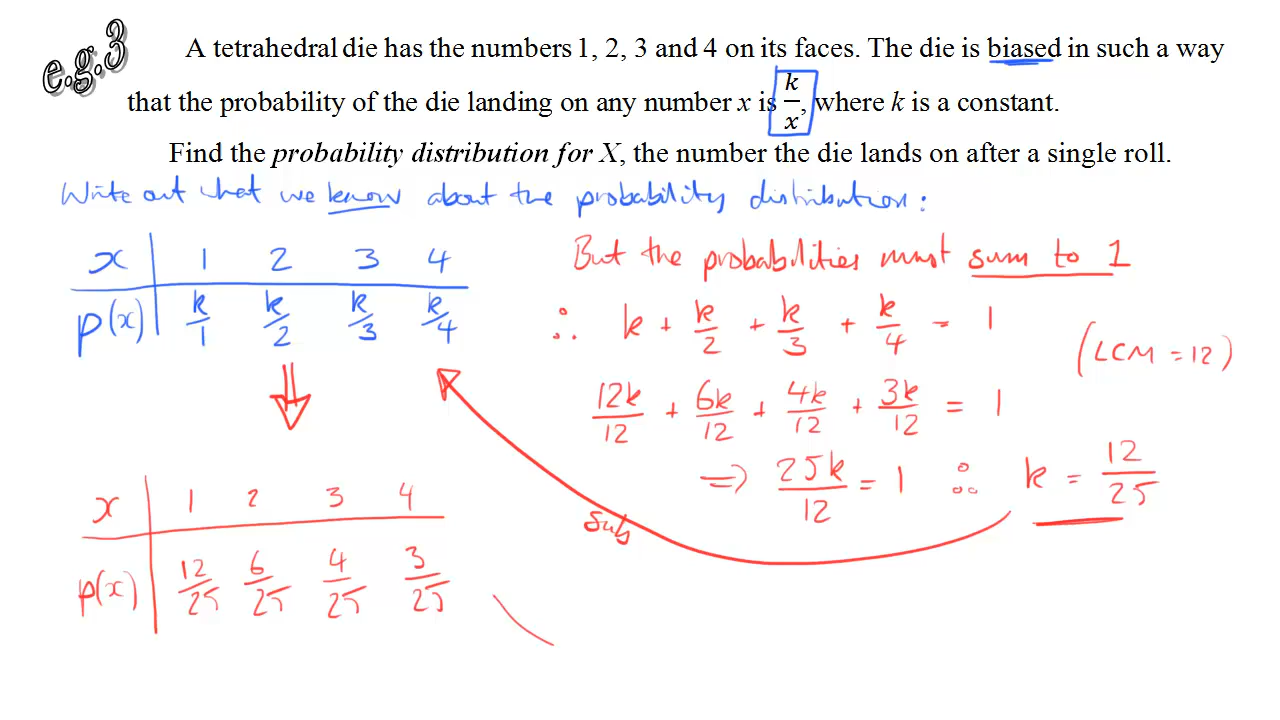 e.g.3
A tetrahedral die has the numbers 1, 2, 3 and 4 on its faces. The die is biased in such a way
that the probability of the die landing on any number x is k/x, where k is a constant.
Find the probability distribution for X, the number the die lands on after a single roll.
Write out what we know about the probability distribution:
x | 1 2 3 4
p(x) | k/1 k/2 k/3 k/4
But the probabilities must sum to 1
∴ k + k/2 + k/3 + k/4 = 1
(LCM = 12)
12k/12 + 6k/12 + 4k/12 + 3k/12 = 1
⇒ 25k/12 = 1 ∴ k = 12/25
Sub
x | 1 2 3 4
p(x) | 12/25 6/25 4/25 3/25